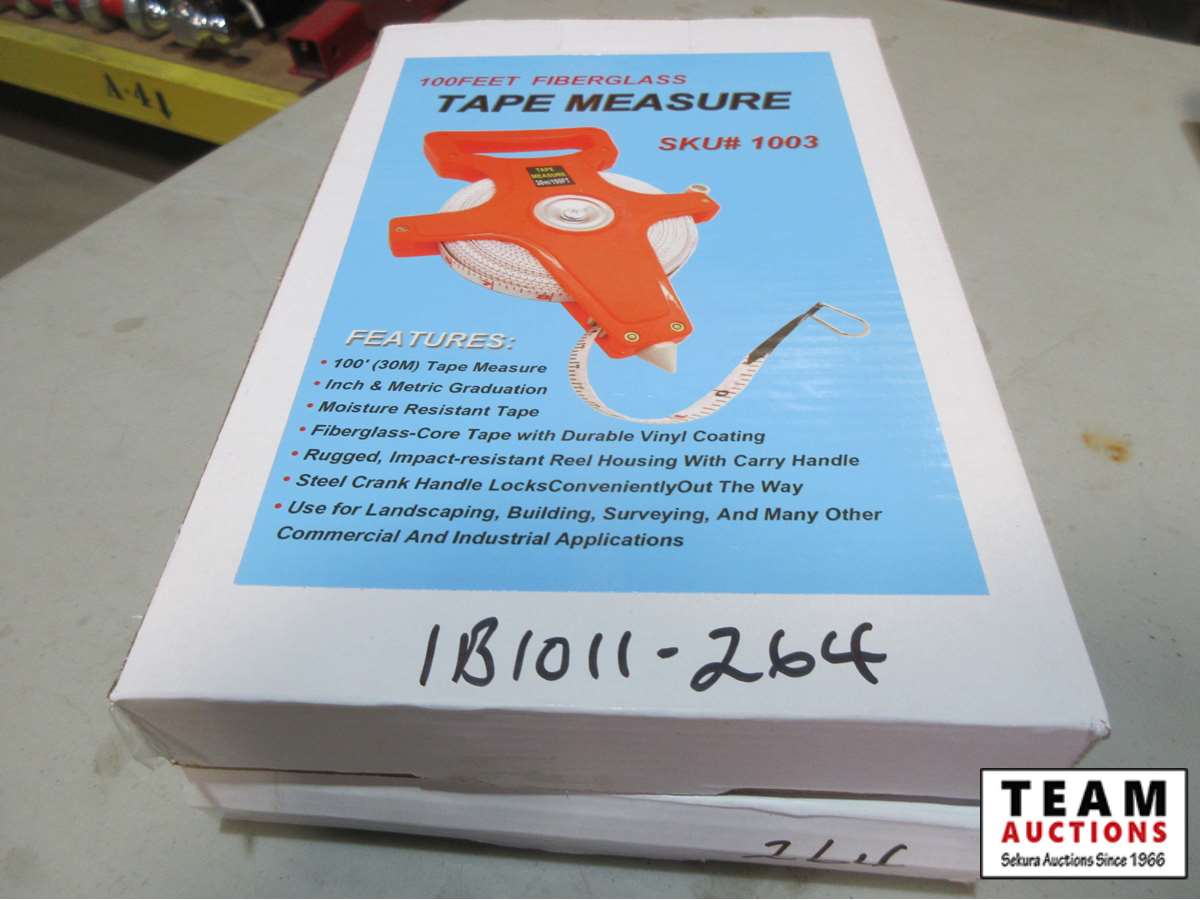 A-41
100FEET FIBERGLASS
TAPE MEASURE
SKU# 1003
TAPE
MEASURE
30m/100FT
FEATURES:
• 100' (30M) Tape Measure
• Inch & Metric Graduation
• Moisture Resistant Tape
• Fiberglass-Core Tape with Durable Vinyl Coating
• Rugged, Impact-resistant Reel Housing With Carry Handle
• Steel Crank Handle LocksConvenientlyOut The Way
• Use for Landscaping, Building, Surveying, And Many Other
Commercial And Industrial Applications
1B1011-264
264
TEAM
AUCTIONS
Sekura Auctions Since 1966